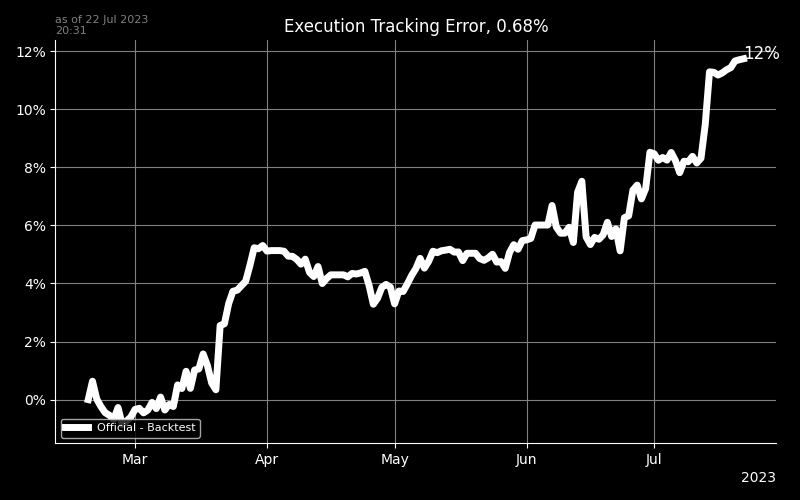 as of 22 Jul 2023
20:31
Execution Tracking Error, 0.68%
12%
12%
10%
8%
6%
4%
2%
0%
Official - Backtest
Mar
Apr
May
Jun
Jul
2023